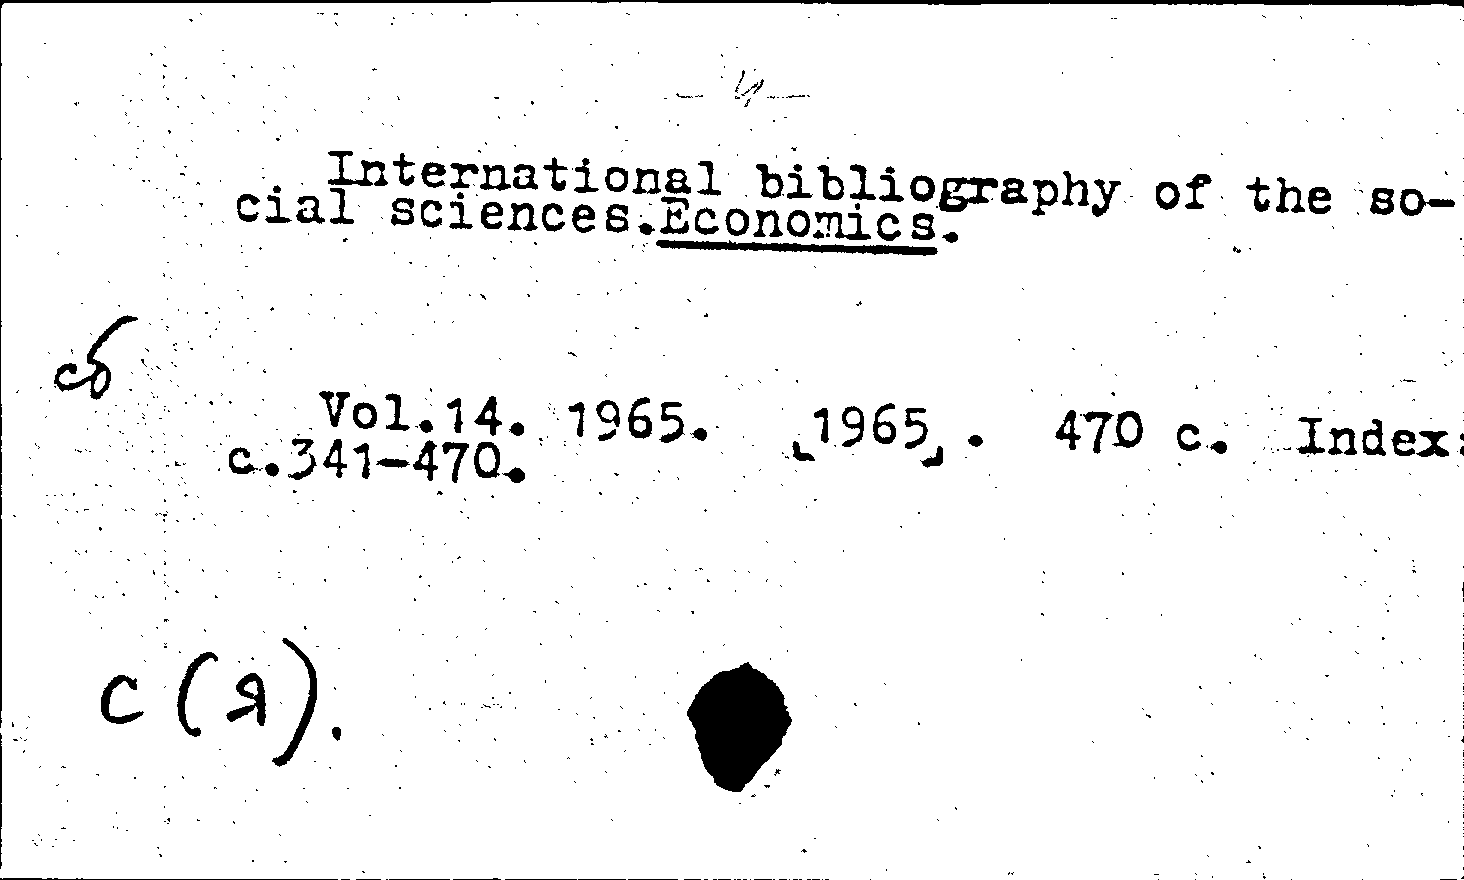 - 4 -
International bibliography of the so-
cial sciences.Economics.
сб
Vol.14. 1965. [1965]. 470 c. Index:
c.341-470.
с (Я).